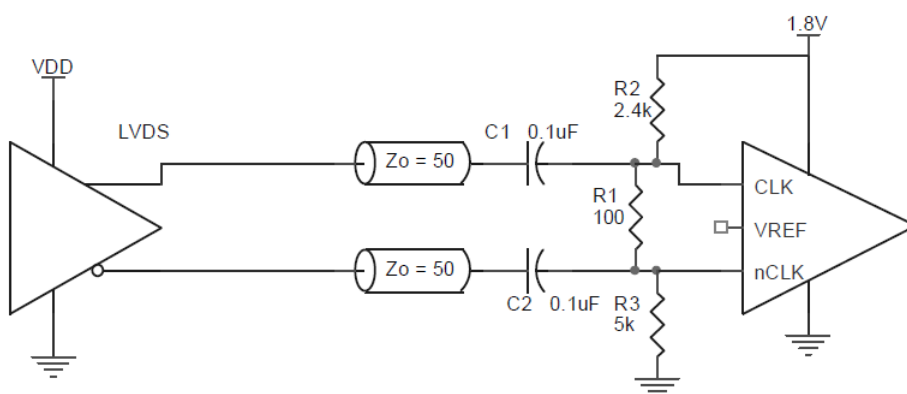 1.8V
VDD
R2
2.4k
LVDS
C1 0.1uF
Zo = 50
CLK
R1
100
VREF
Zo = 50
nCLK
C2 0.1uF
R3
5k